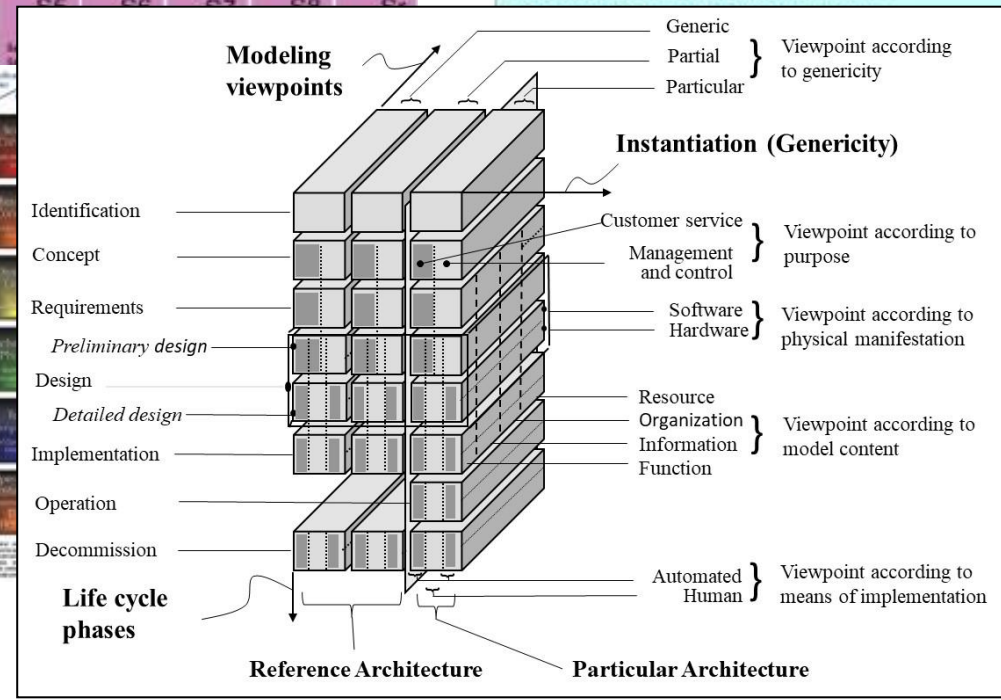 Generic
Partial
Particular
}
Viewpoint according
to genericity
Modeling
viewpoints
Instantiation (Genericity)
Identification
Concept
Requirements
Preliminary design
Design
Detailed design
Implementation
Operation
Decommission
Customer service
Management
and control
}
Viewpoint according to
purpose
Software
Hardware
}
Viewpoint according to
physical manifestation
Resource
Organization
Information
Function
}
Viewpoint according to
model content
Automated
Human
}
Viewpoint according to
means of implementation
Life cycle
phases
Reference Architecture
Particular Architecture